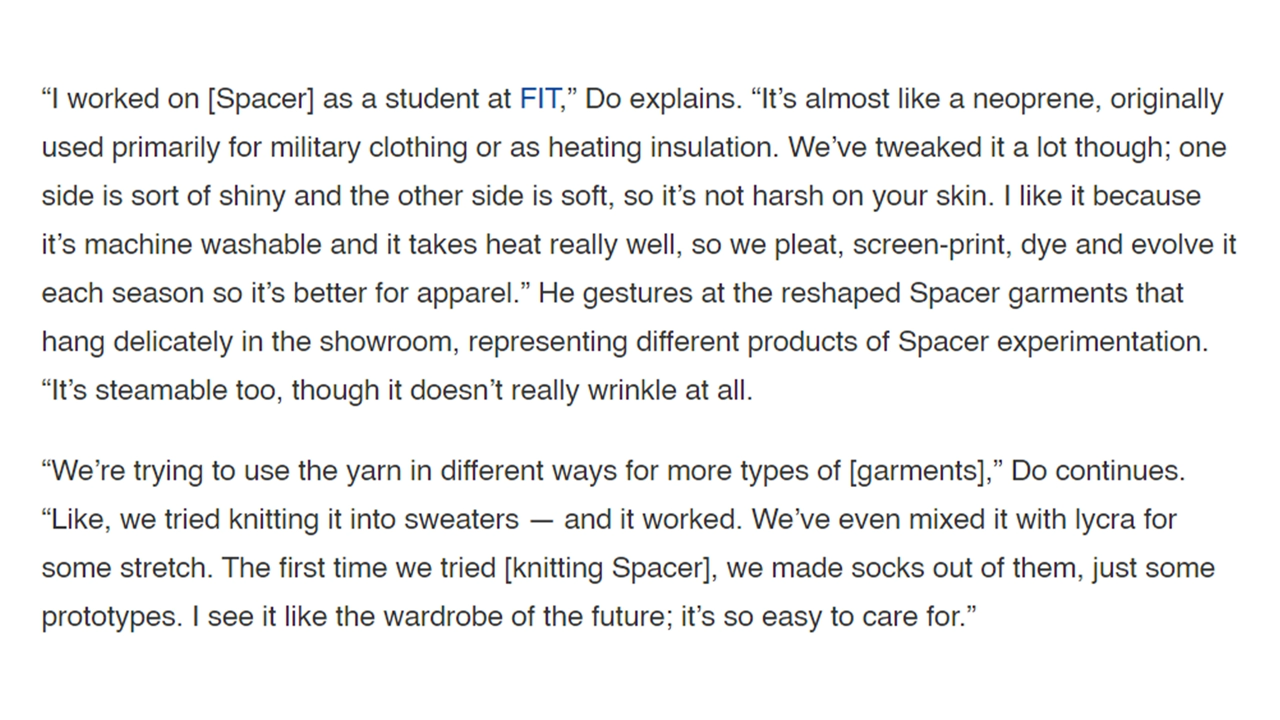 “I worked on [Spacer] as a student at FIT,” Do explains. “It’s almost like a neoprene, originally
used primarily for military clothing or as heating insulation. We’ve tweaked it a lot though; one
side is sort of shiny and the other side is soft, so it’s not harsh on your skin. I like it because
it’s machine washable and it takes heat really well, so we pleat, screen-print, dye and evolve it
each season so it’s better for apparel.” He gestures at the reshaped Spacer garments that
hang delicately in the showroom, representing different products of Spacer experimentation.
“It’s steamable too, though it doesn’t really wrinkle at all.
“We’re trying to use the yarn in different ways for more types of [garments],” Do continues.
“Like, we tried knitting it into sweaters — and it worked. We’ve even mixed it with lycra for
some stretch. The first time we tried [knitting Spacer], we made socks out of them, just some
prototypes. I see it like the wardrobe of the future; it’s so easy to care for.”